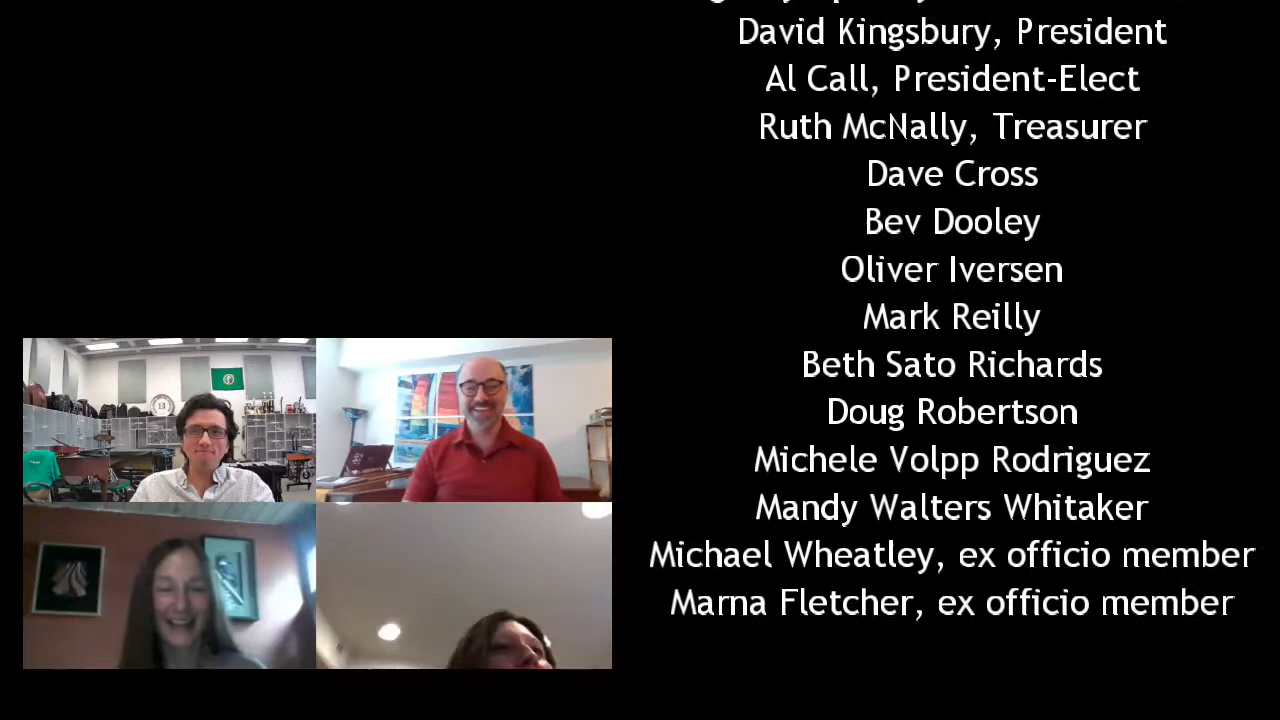 David Kingsbury, President
Al Call, President-Elect
Ruth McNally, Treasurer
Dave Cross
Bev Dooley
Oliver Iversen
Mark Reilly
Beth Sato Richards
Doug Robertson
Michele Volpp Rodriguez
Mandy Walters Whitaker
Michael Wheatley, ex officio member
Marna Fletcher, ex officio member